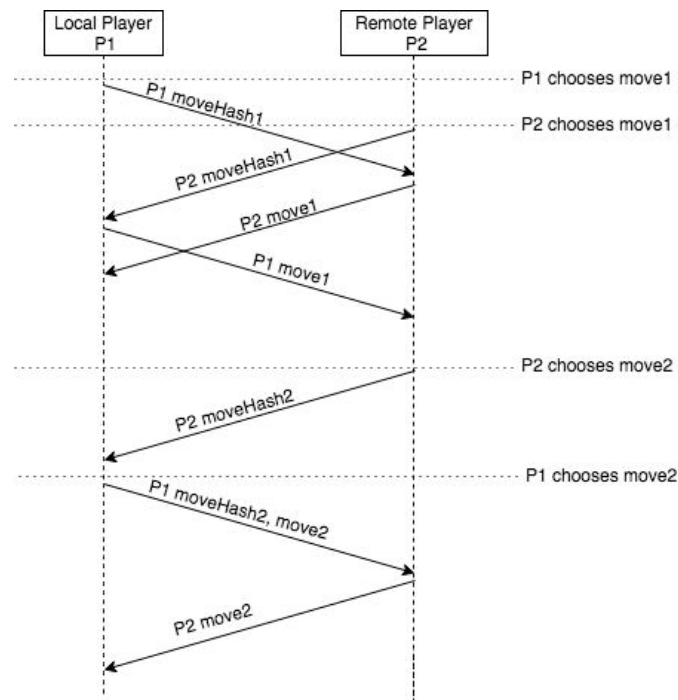 Local Player
P1
Remote Player
P2
P1 chooses move1
P1 moveHash1
P2 chooses move1
P2 moveHash1
P2 move1
P1 move1
P2 chooses move2
P2 moveHash2
P1 chooses move2
P1 moveHash2, move2
P2 move2